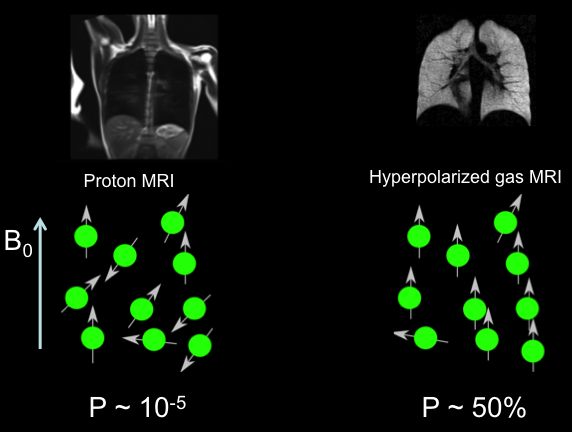 Proton MRI
Hyperpolarized gas MRI
B₀
P ~ 10⁻⁵
P ~ 50%